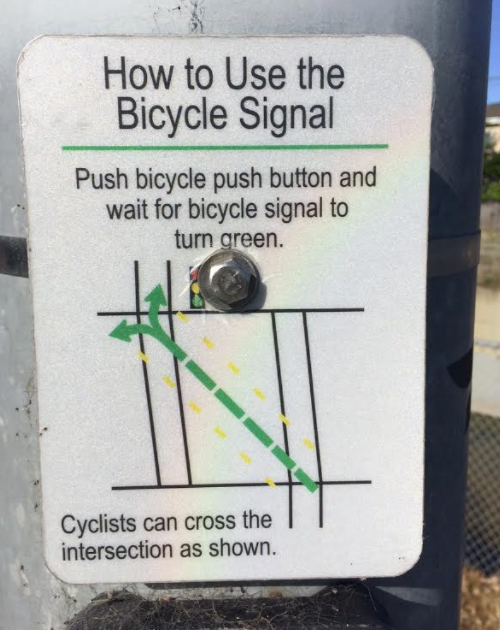 How to Use the
Bicycle Signal
Push bicycle push button and
wait for bicycle signal to
turn green.
Cyclists can cross the
intersection as shown.